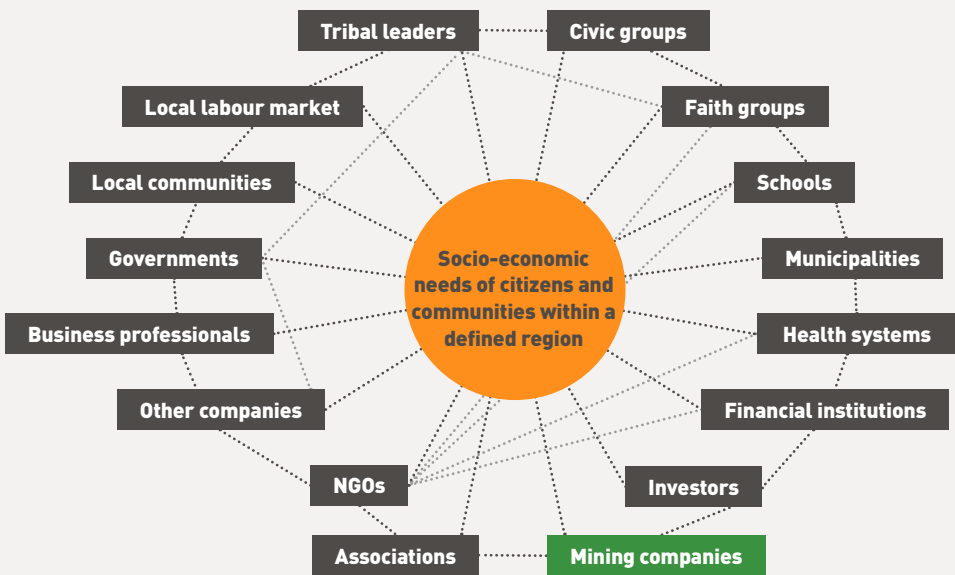 Tribal leaders
Civic groups
Local labour market
Faith groups
Local communities
Schools
Socio-economic
needs of citizens and
communities within a
defined region
Governments
Municipalities
Business professionals
Health systems
Other companies
Financial institutions
NGOs
Investors
Associations
Mining companies